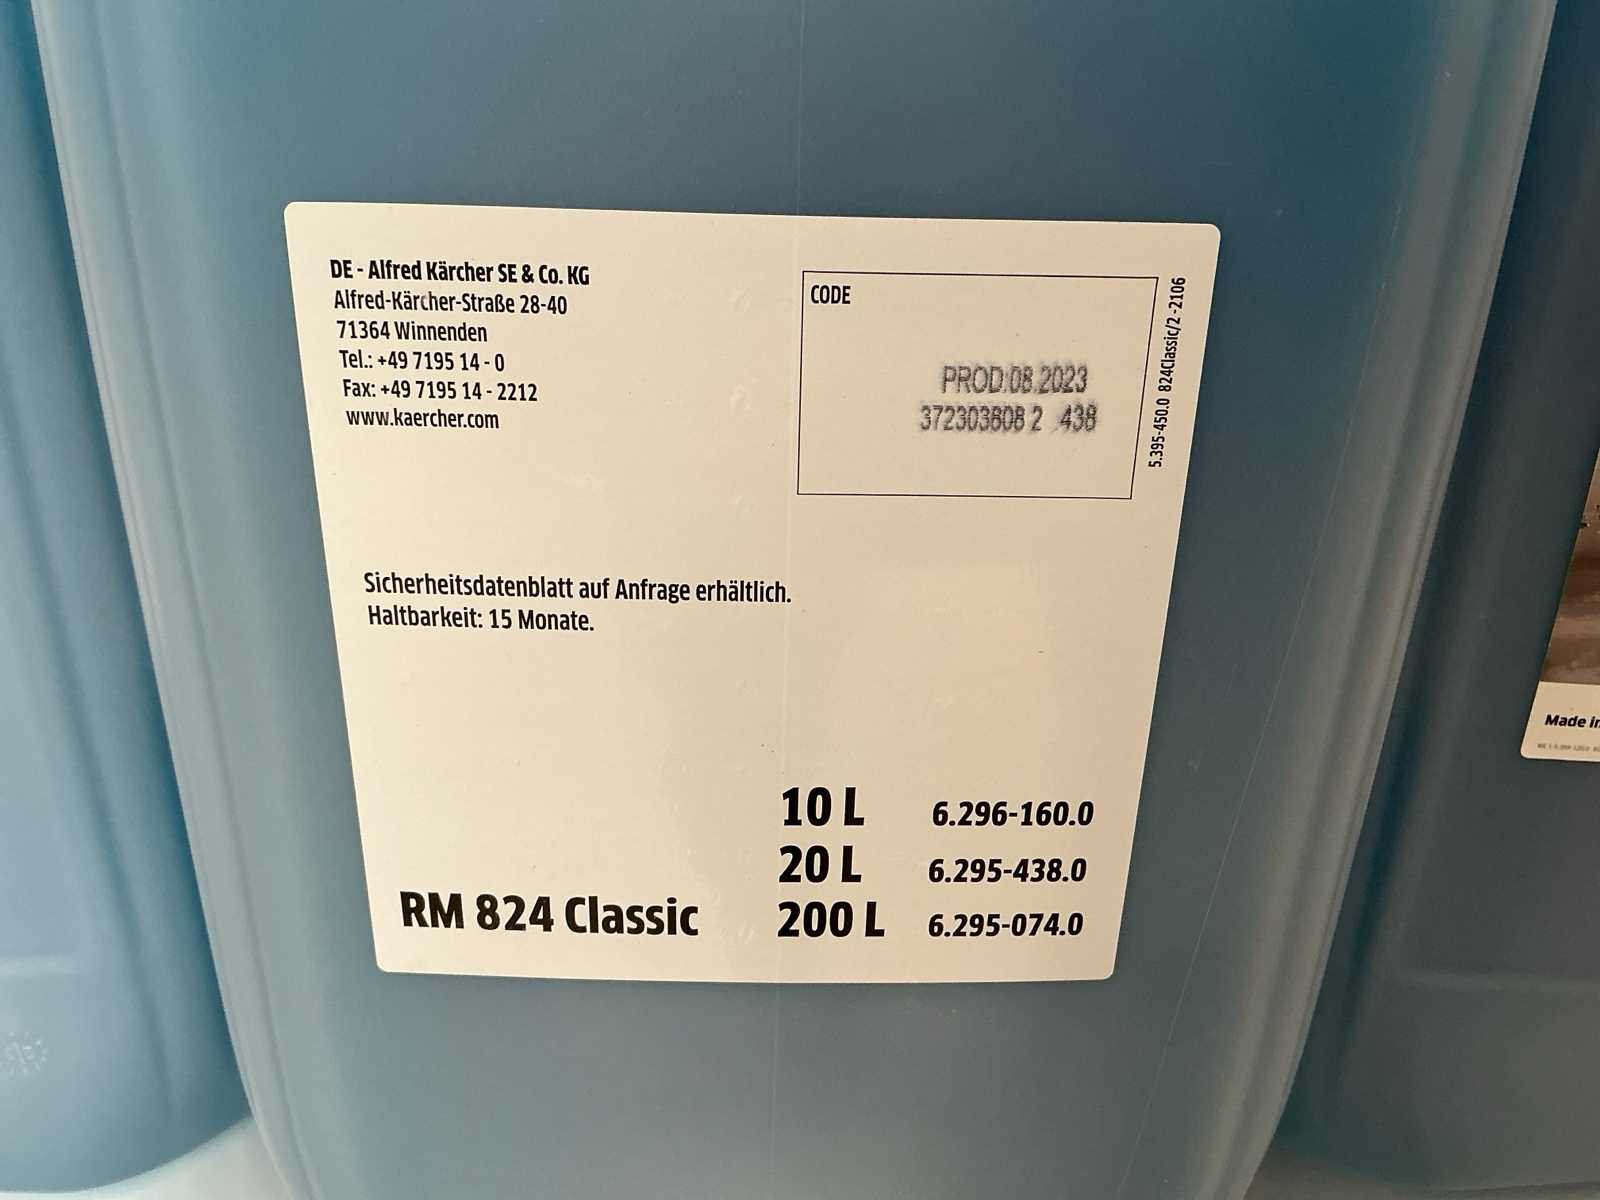 DE - Alfred Kärcher SE & Co. KG
Alfred-Kärcher-Straße 28-40
71364 Winnenden
Tel.: +49 7195 14 - 0
Fax: +49 7195 14 - 2212
www.kaercher.com
CODE
PROD.08.2023
372303808 2 438
5.395-450.0 824Classic/2 -2106
Sicherheitsdatenblatt auf Anfrage erhältlich.
Haltbarkeit: 15 Monate.
10 L 6.296-160.0
20 L 6.295-438.0
RM 824 Classic 200 L 6.295-074.0
Made in